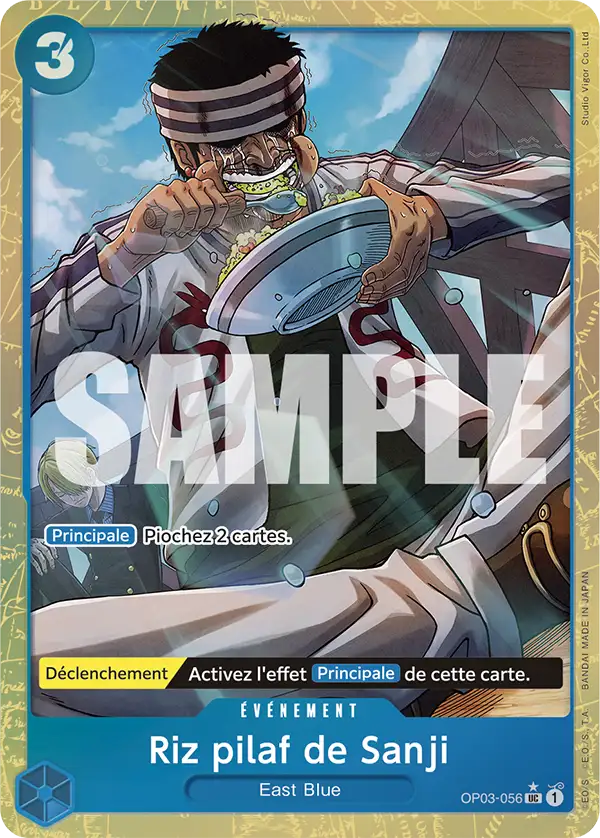 3
SAMPLE
Principale Piochez 2 cartes.
Déclenchement Activez l'effet Principale de cette carte.
ÉVÉNEMENT
Riz pilaf de Sanji
East Blue
OP03-056 UC 1
Studio Vigor Co.,Ltd
©E.O./S. ©E.O./S.,T.A. BANDAI MADE IN JAPAN